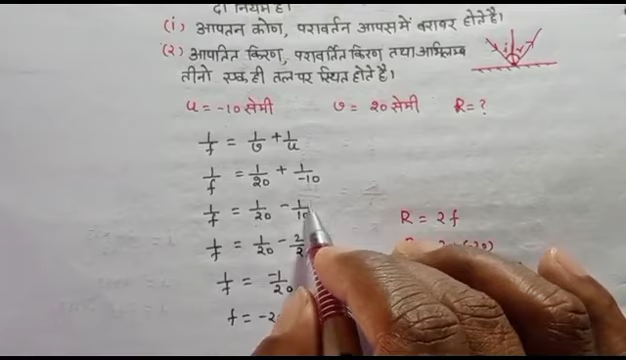 दो नियम है।
(i) आपतन कोण, परावर्तन आपस में बराबर होते है।
(२) आपतित किरण, परावर्तित किरण तथा अभिलम्ब
तीनो एक ही तल पर स्थित होते है।
i r
u = -10 सेमी v = 20 सेमी R = ?
1/f = 1/v + 1/u
1/f = 1/20 + 1/-10
1/f = 1/20 - 1/10
R = 2f
1/f = 1/20 - 2/2
1/f = -1/20
f = -2